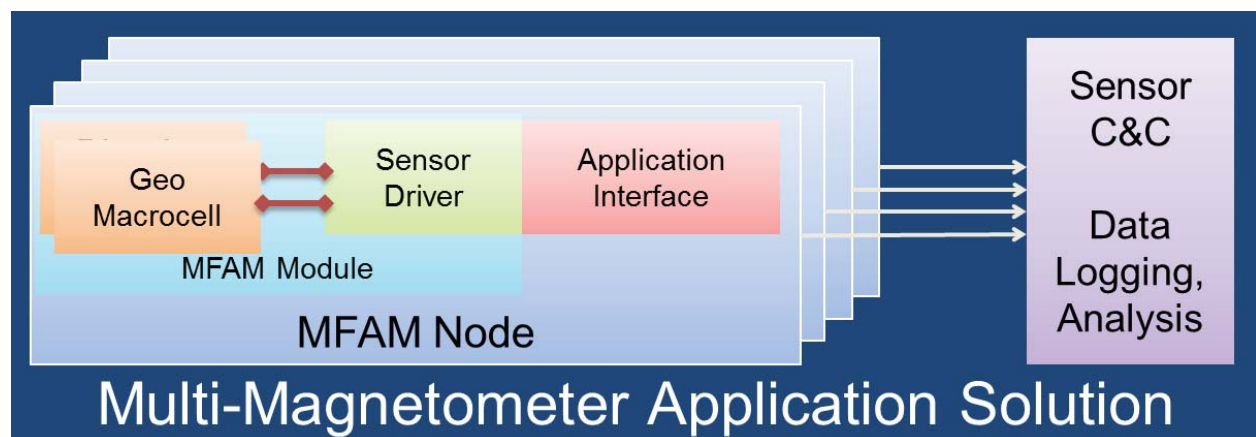 Geo
Macrocell
Sensor
Driver
Application
Interface
MFAM Module
MFAM Node
Sensor
C&C
Data
Logging,
Analysis
Multi-Magnetometer Application Solution